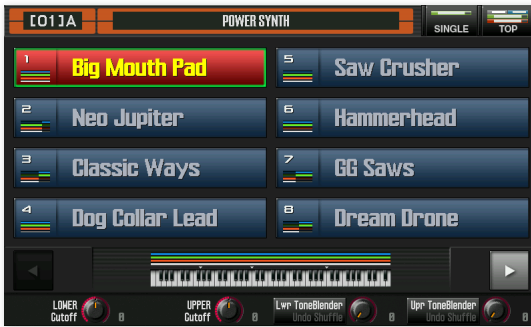 [01]A POWER SYNTH SINGLE TOP
1 Big Mouth Pad
5 Saw Crusher
2 Neo Jupiter
6 Hammerhead
3 Classic Ways
7 GG Saws
4 Dog Collar Lead
8 Dream Drone
LOWER UPPER Lwr ToneBlender Upr ToneBlender
Cutoff 0 Cutoff 0 Undo Shuffle 0 Undo Shuffle 0